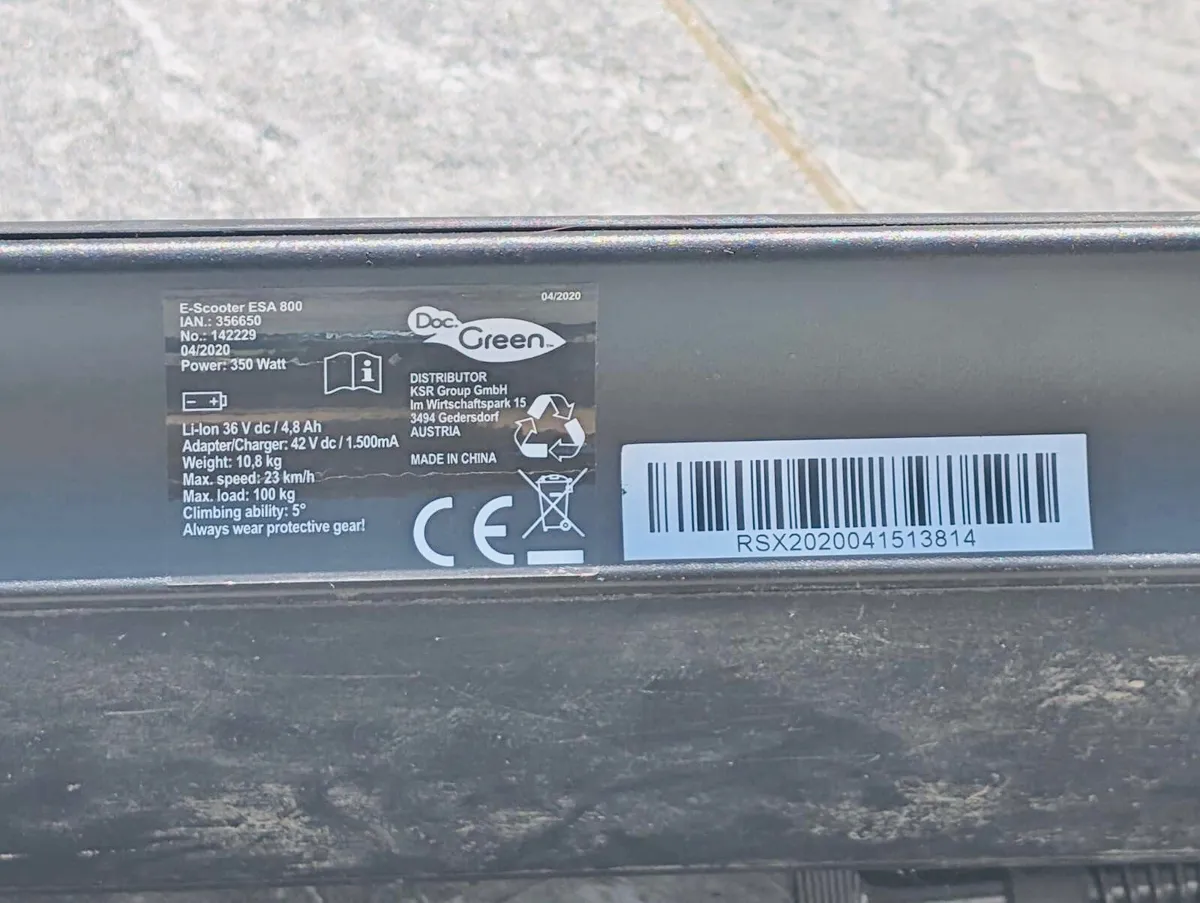 E-Scooter ESA 800
IAN.: 356650
No.: 142229
04/2020
Power: 350 Watt
Li-Ion 36 V dc / 4,8 Ah
Adapter/Charger: 42 V dc / 1.500mA
Weight: 10,8 kg
Max. speed: 23 km/h
Max. load: 100 kg
Climbing ability: 5°
Always wear protective gear!
04/2020
Doc.
Green
DISTRIBUTOR
KSR Group GmbH
Im Wirtschaftspark 15
3494 Gedersdorf
AUSTRIA
MADE IN CHINA
CE
RSX2020041513814